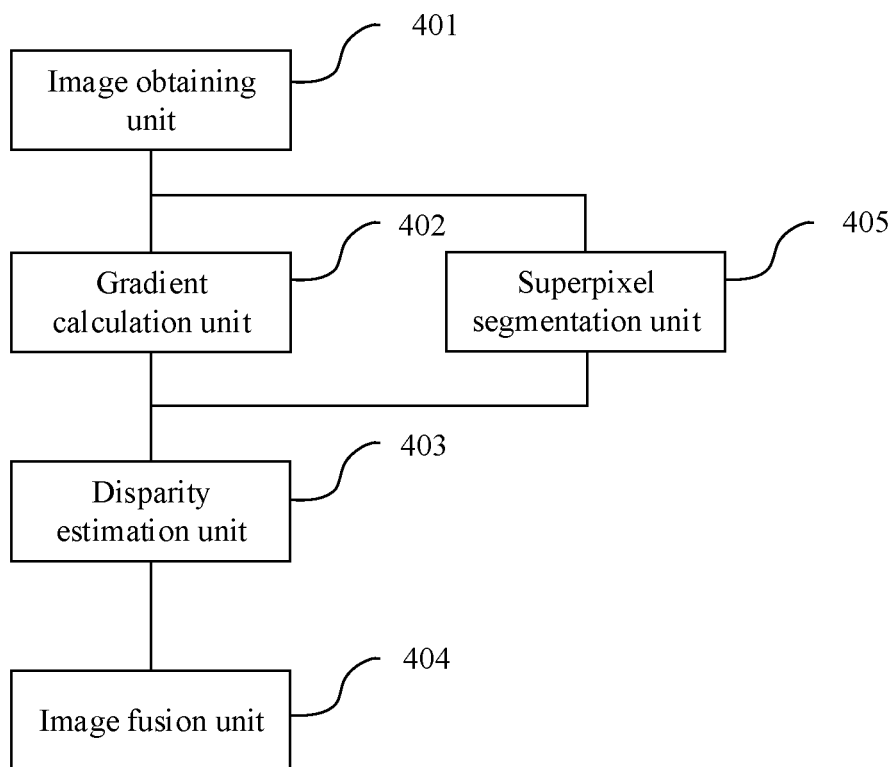 401
Image obtaining
unit
402
405
Gradient
calculation unit
Superpixel
segmentation unit
403
Disparity
estimation unit
404
Image fusion unit